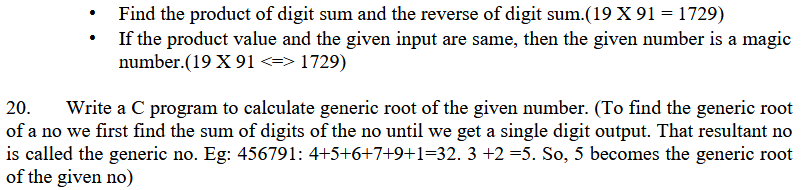 • Find the product of digit sum and the reverse of digit sum.(19 X 91 = 1729)
• If the product value and the given input are same, then the given number is a magic
number.(19 X 91 <=> 1729)
20. Write a C program to calculate generic root of the given number. (To find the generic root
of a no we first find the sum of digits of the no until we get a single digit output. That resultant no
is called the generic no. Eg: 456791: 4+5+6+7+9+1=32. 3 +2 =5. So, 5 becomes the generic root
of the given no)